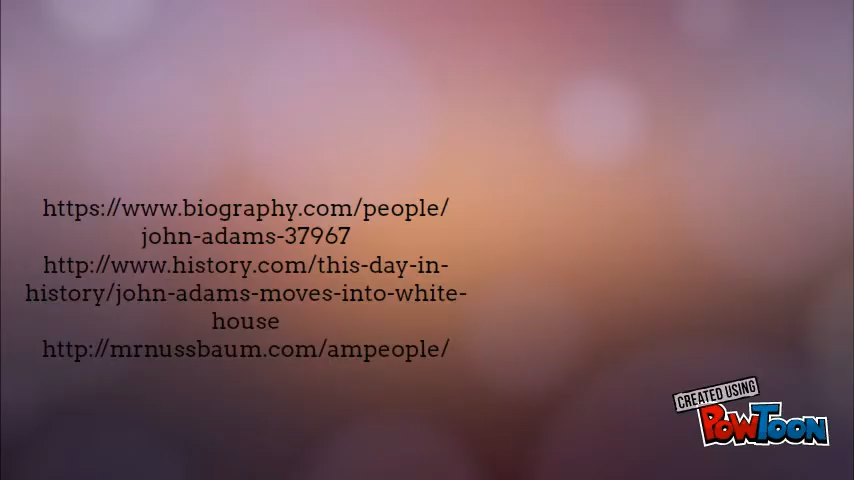 https://www.biography.com/people/
john-adams-37967
http://www.history.com/this-day-in-
history/john-adams-moves-into-white-
house
http://mrnussbaum.com/ampeople/
CREATED USING
POWTOON